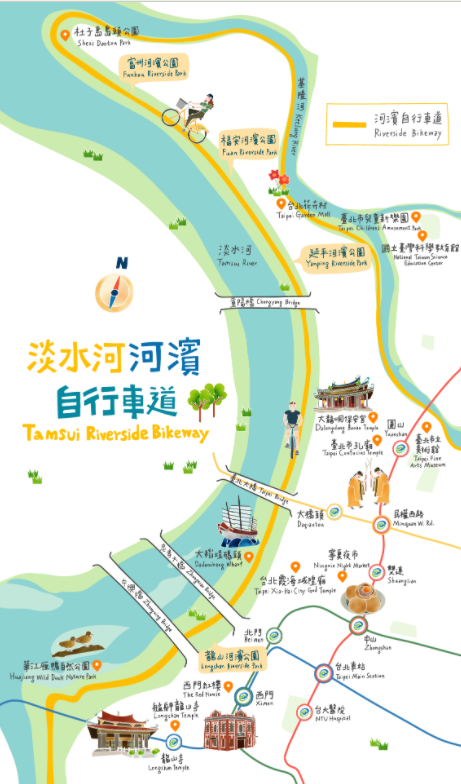 社子島島頭公園
Shezi Daotou Park
富洲河濱公園
Fuzhou Riverside Park
基隆河 Keelung River
河濱自行車道
Riverside Bikeway
福安河濱公園
Fuan Riverside Park
台北花卉村
Taipei Garden Mall
臺北市兒童新樂園
Taipei Children's Amusement Park
國立臺灣科學教育館
National Taiwan Science
Education Center
淡水河
Tamsui River
延平河濱公園
Yanping Riverside Park
N
重陽橋 Chongyang Bridge
淡水河河濱
自行車道
Tamsui Riverside Bikeway
大龍峒保安宮
Dalongdong Baoan Temple
臺北市孔廟
Taipei Confucius Temple
圓山
Yuanshan
臺北市立
美術館
Taipei Fine
Arts Museum
臺北大橋 Taipei Bridge
大橋頭
Daqiaotou
民權西路
Minquan W. Rd.
大稻埕碼頭
Dadaocheng Wharf
寧夏夜市
Ningxia Night Market
雙連
Shuanglian
台北霞海城隍廟
Taipei Xia-Hai City God Temple
忠孝大橋 Zhongxiao Bridge
中興橋 Zhongxing Bridge
北門
Beimen
中山
Zhongshan
龍山河濱公園
Longshan Riverside Park
華江雁鴨自然公園
Huajiang Wild Duck Nature Park
西門紅樓
The Red House
西門
Ximen
台北車站
Taipei Main Station
台大醫院
NTU Hospital
艋舺龍山寺
Longshan Temple
龍山寺
Longshan Temple